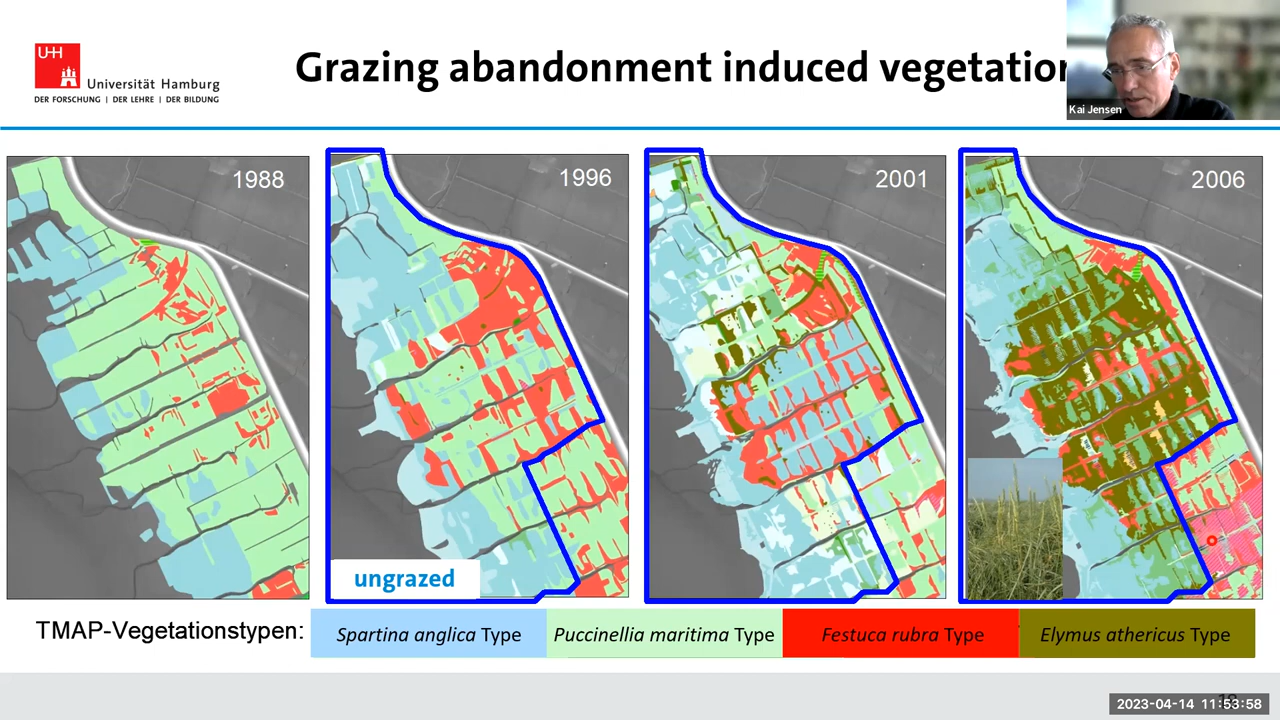 UHH
Universität Hamburg
DER FORSCHUNG | DER LEHRE | DER BILDUNG
Grazing abandonment induced vegetation
Kai Jensen
1988
1996
2001
2006
ungrazed
TMAP-Vegetationstypen:
Spartina anglica Type
Puccinellia maritima Type
Festuca rubra Type
Elymus athericus Type
2023-04-14 11:53:58